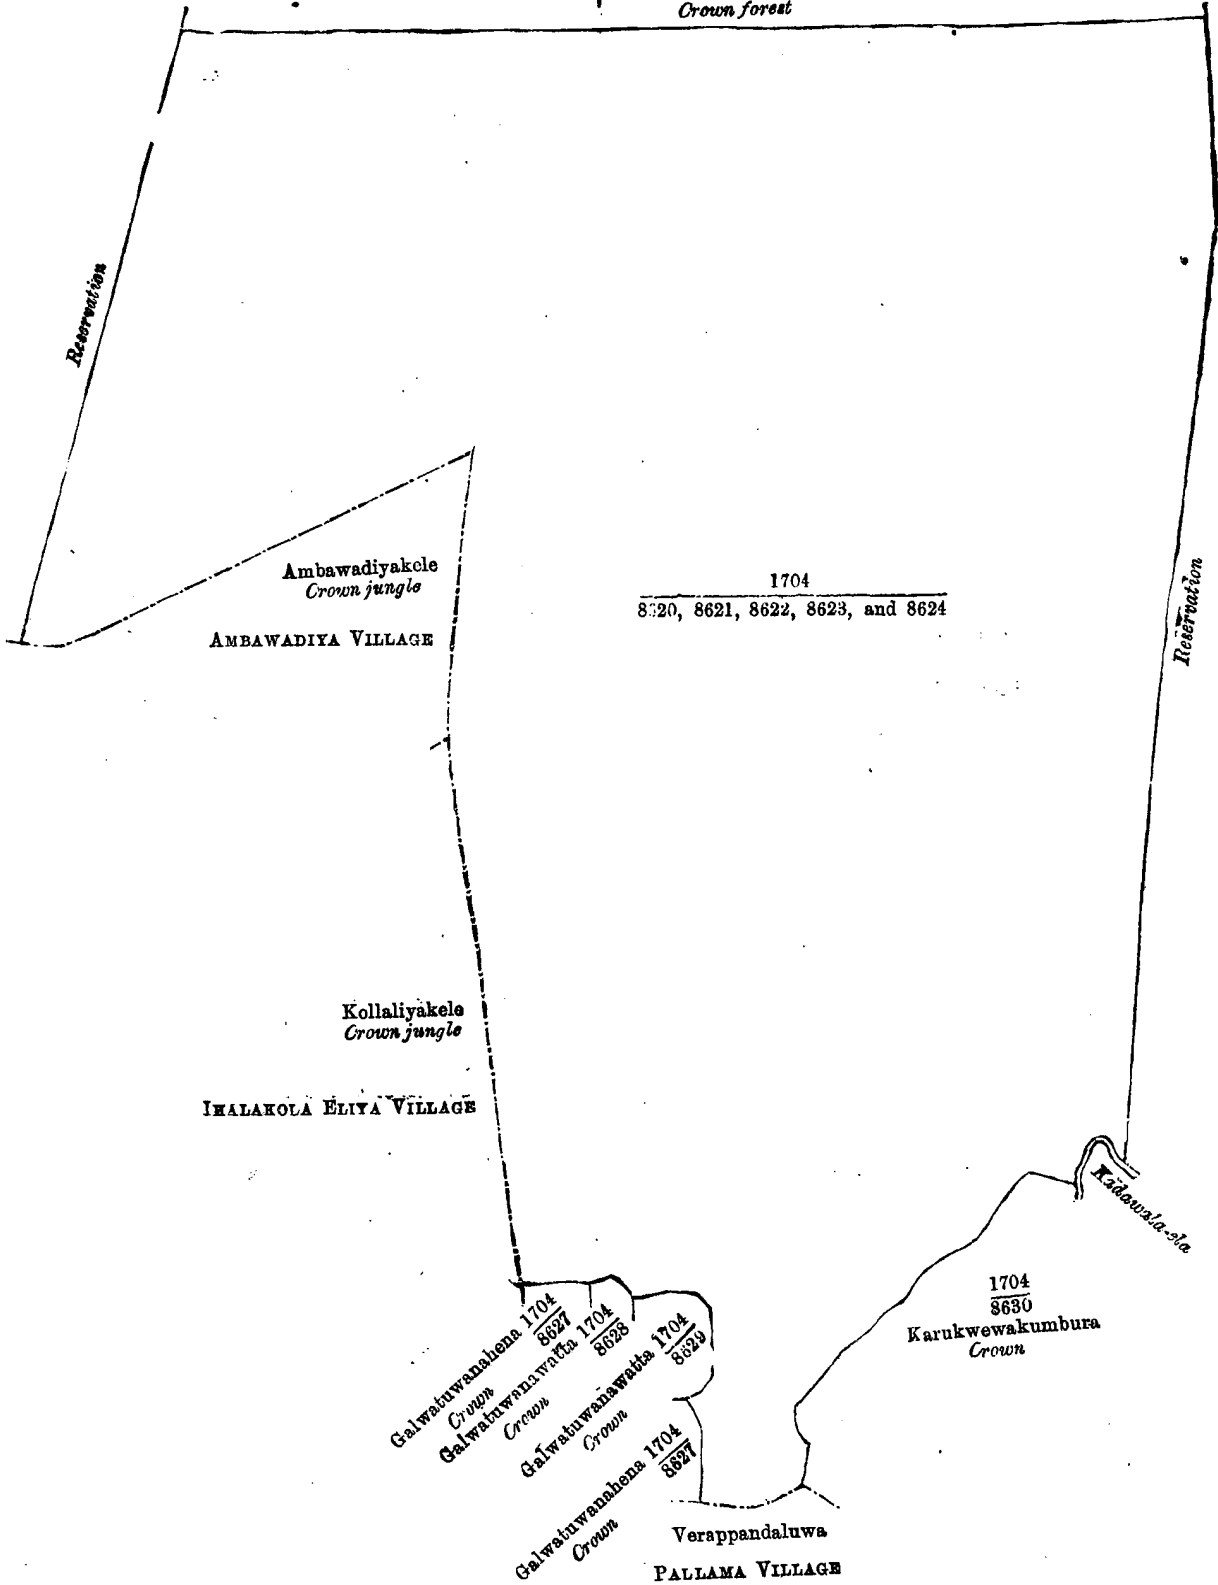 Crown forest
Reservation
Ambawadiyakele
Crown jungle
AMBAWADIYA VILLAGE
1704
8620, 8621, 8622, 8623, and 8624
Reservation
Kollaliyakele
Crown jungle
IHALAKOLA ELIYA VILLAGE
Kadawala-ela
1704
8630
Karukwewakumbura
Crown
Galwatuwanahena 1704
8627
Crown
Galwatuwanawatta 1704
8628
Crown
Galwatuwanawatta 1704
8629
Crown
Galwatuwanahena 1704
8627
Crown
Verappandaluwa
PALLAMA VILLAGE